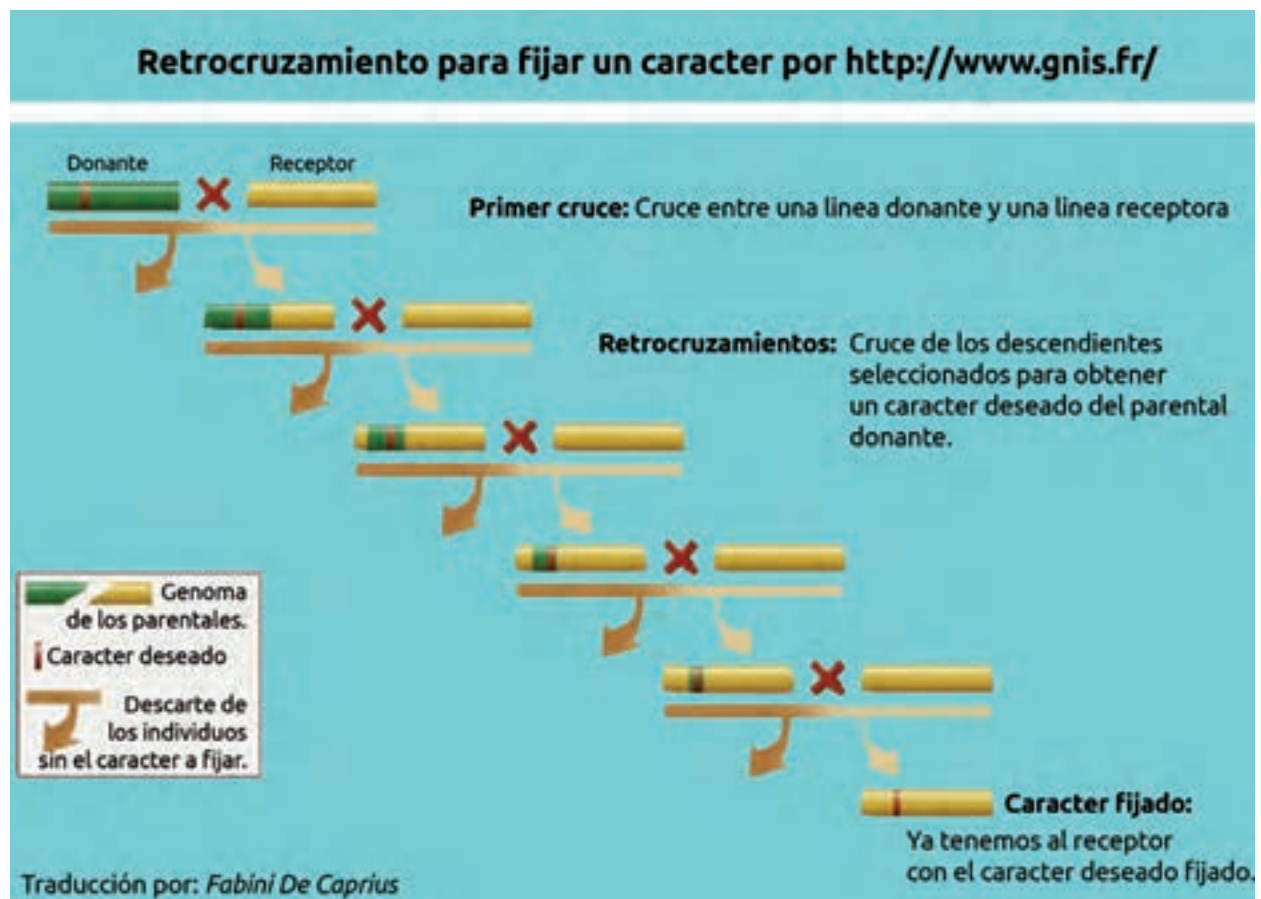 Retrocruzamiento para fijar un caracter por http://www.gnis.fr/
Donante
Receptor
Primer cruce: Cruce entre una linea donante y una linea receptora
Retrocruzamientos: Cruce de los descendientes
seleccionados para obtener
un caracter deseado del parental
donante.
Genoma
de los parentales.
Caracter deseado
Descarte de
los individuos
sin el caracter a fijar.
Caracter fijado:
Ya tenemos al receptor
con el caracter deseado fijado.
Traducción por: Fabini De Caprius